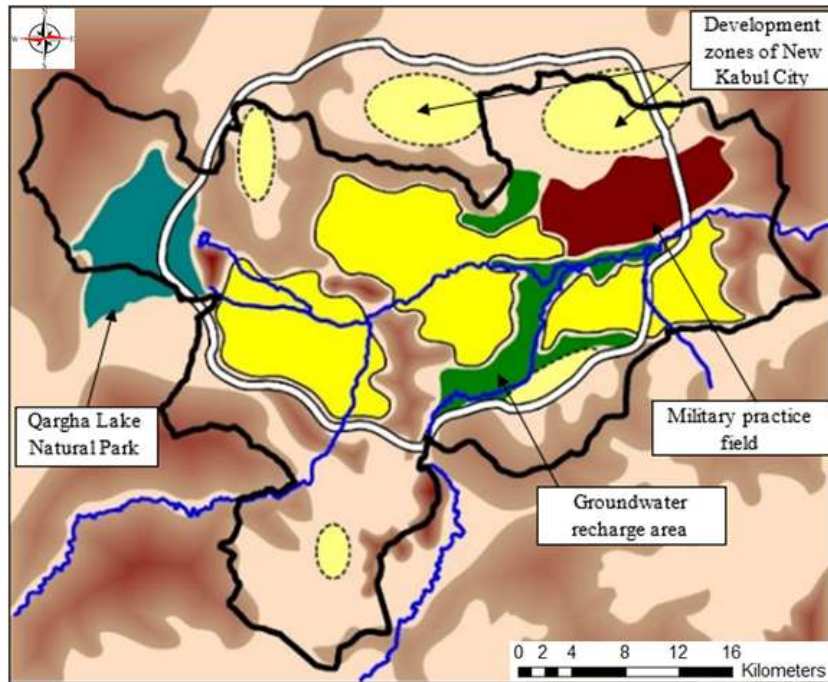 N
W
E
S
Development
zones of New
Kabul City
Qargha Lake
Natural Park
Military practice
field
Groundwater
recharge area
0 2 4 8 12 16
Kilometers